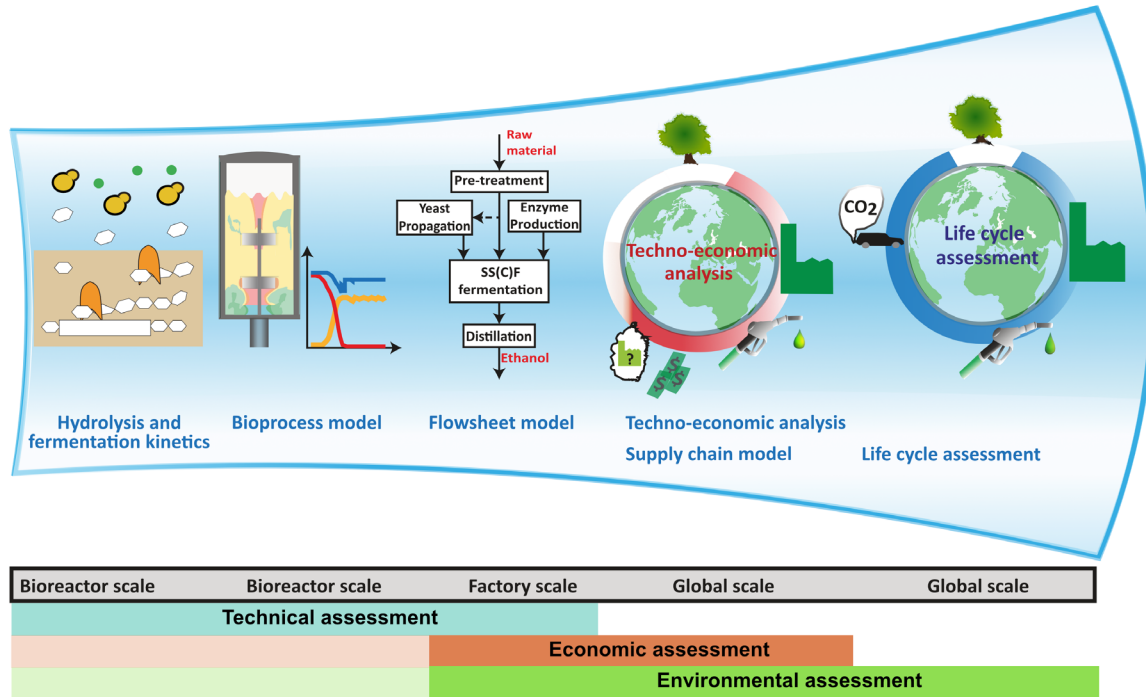 Raw
material
Pre-treatment
Yeast
Propagation
Enzyme
Production
SS(C)F
fermentation
Distillation
Ethanol
Techno-economic
analysis
?
CO2
Life cycle
assessment
Hydrolysis and
fermentation kinetics
Bioprocess model
Flowsheet model
Techno-economic analysis
Supply chain model
Life cycle assessment
Bioreactor scale
Bioreactor scale
Factory scale
Global scale
Global scale
Technical assessment
Economic assessment
Environmental assessment